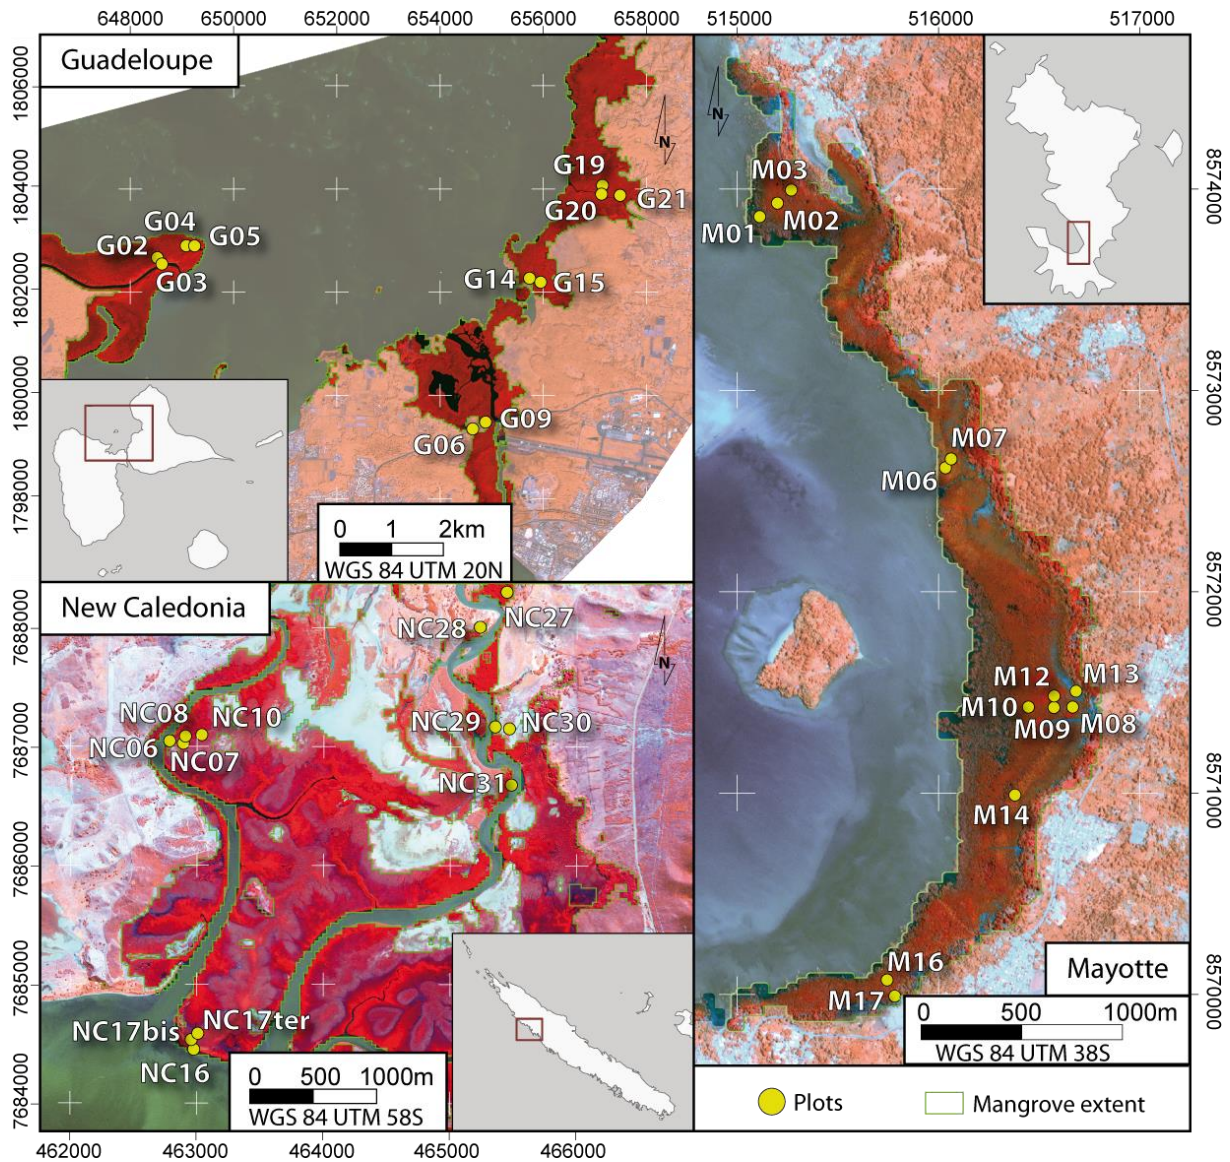 648000 650000 652000 654000 656000 658000
515000 516000 517000
Guadeloupe
1806000
1804000
1802000
1800000
1798000
N
G19
G20
G21
G04
G02
G05
G03
G14
G15
G09
G06
0 1 2km
WGS 84 UTM 20N
New Caledonia
7688000
7687000
7686000
7685000
7684000
N
NC27
NC28
NC08
NC10
NC29
NC30
NC06
NC07
NC31
NC17bis
NC17ter
NC16
0 500 1000m
WGS 84 UTM 58S
462000 463000 464000 465000 466000
N
M03
M01
M02
M07
M06
M12
M13
M10
M09
M08
M14
M16
M17
8574000
8573000
8572000
8571000
8570000
Mayotte
0 500 1000m
WGS 84 UTM 38S
Plots
Mangrove extent